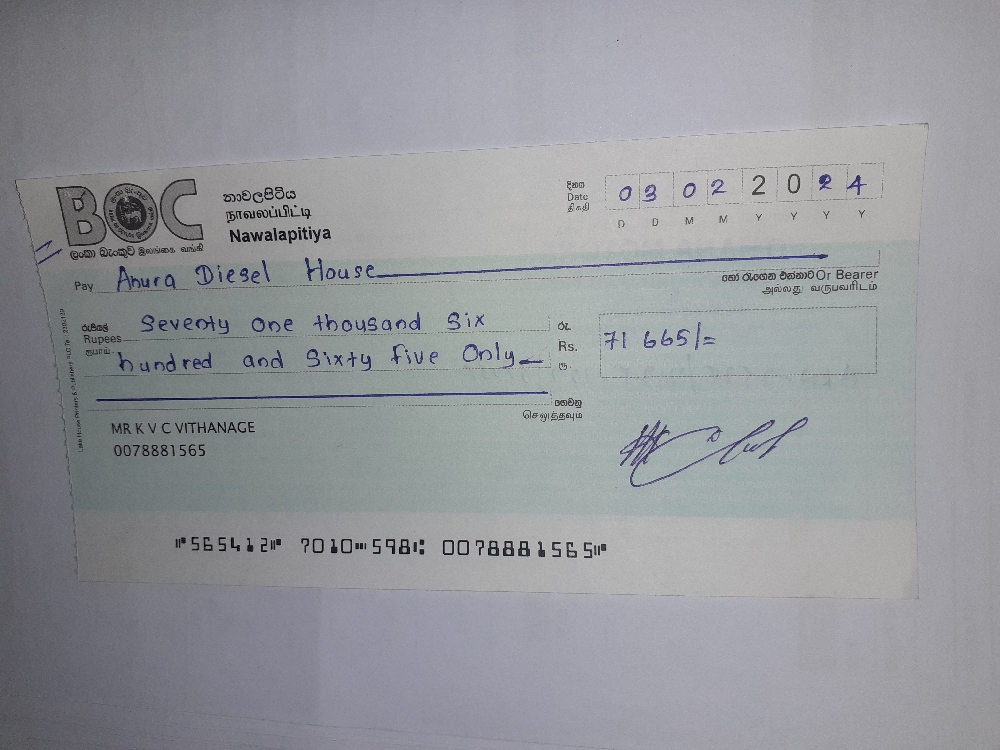 BOC
ලංකා බැංකුව இலங்கை வங்கி
නාවලපිටිය
நாவலப்பிட்டி
Nawalapitiya
දිනය
Date
திகதி
03 02 2024
D D M M Y Y Y Y
Pay Anura Diesel House
හෝ රැගෙන එන්නාට Or Bearer
அல்லது வருபவரிடம்
රුපියල්
Rupees
ரூபாய்
Seventy One thousand Six
hundred and Sixty five Only
රු.
Rs.
ரூ.
71 665/=
ගෙවනු
செலுத்தவும்
MR K V C VITHANAGE
0078881565
⑈565412⑈ 7010⑉598⑆ 0078881565⑈